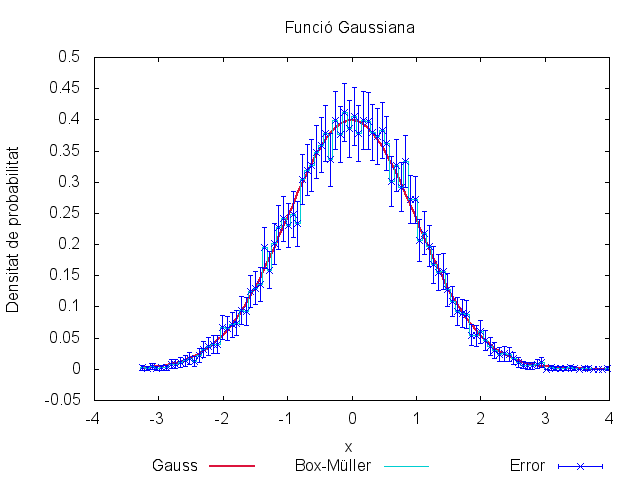 Funció Gaussiana
0.5
0.45
0.4
0.35
0.3
0.25
0.2
0.15
0.1
0.05
0
-0.05
Densitat de probabilitat
-4 -3 -2 -1 0 1 2 3 4
x
Gauss Box-Müller Error